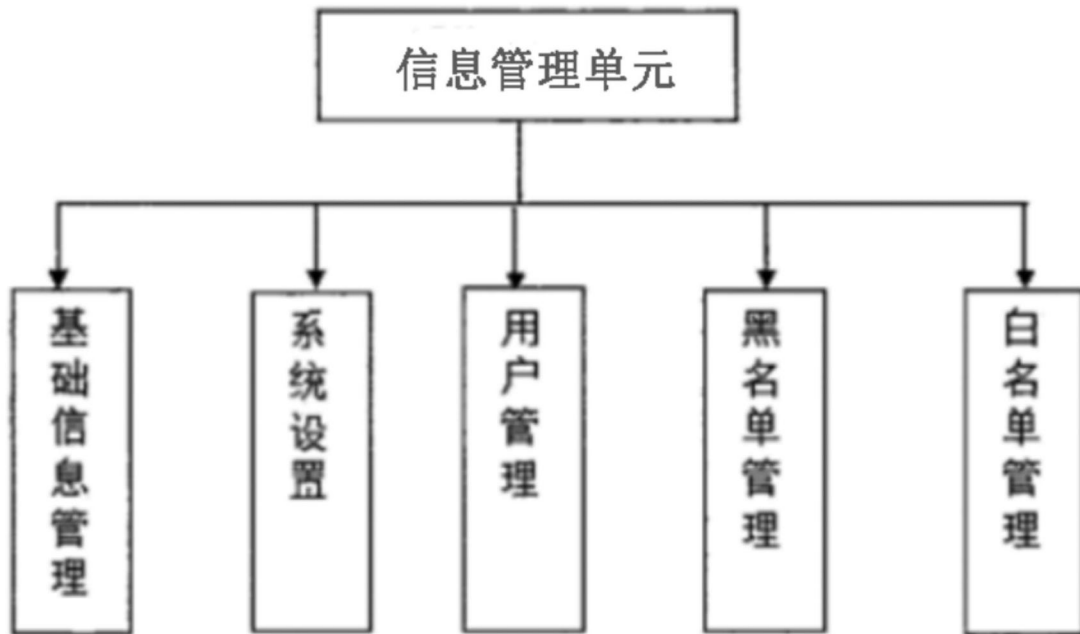 信息管理单元
基础信息管理
系统设置
用户管理
黑名单管理
白名单管理